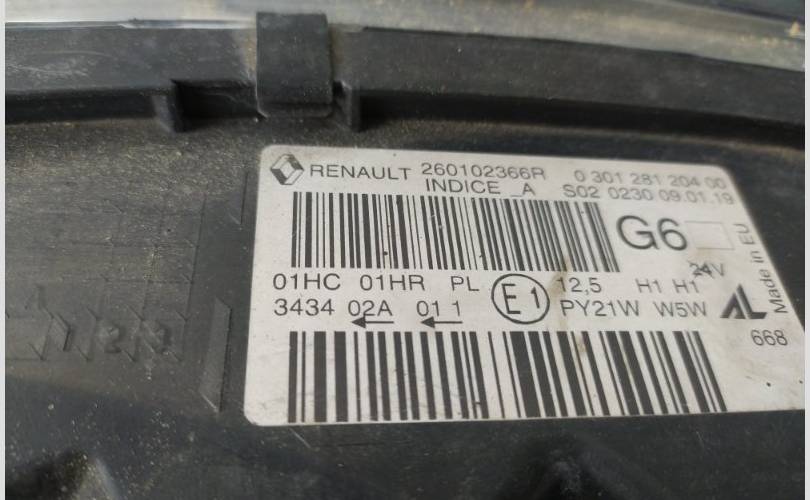 RENAULT 260102366R 0 301 281 204 00
INDICE _A S02 0230 09.01.19
G6
Made in EU
24V
01HC 01HR PL E1 12,5 H1 H1
3434 02A 01 1 PY21W W5W AL
668